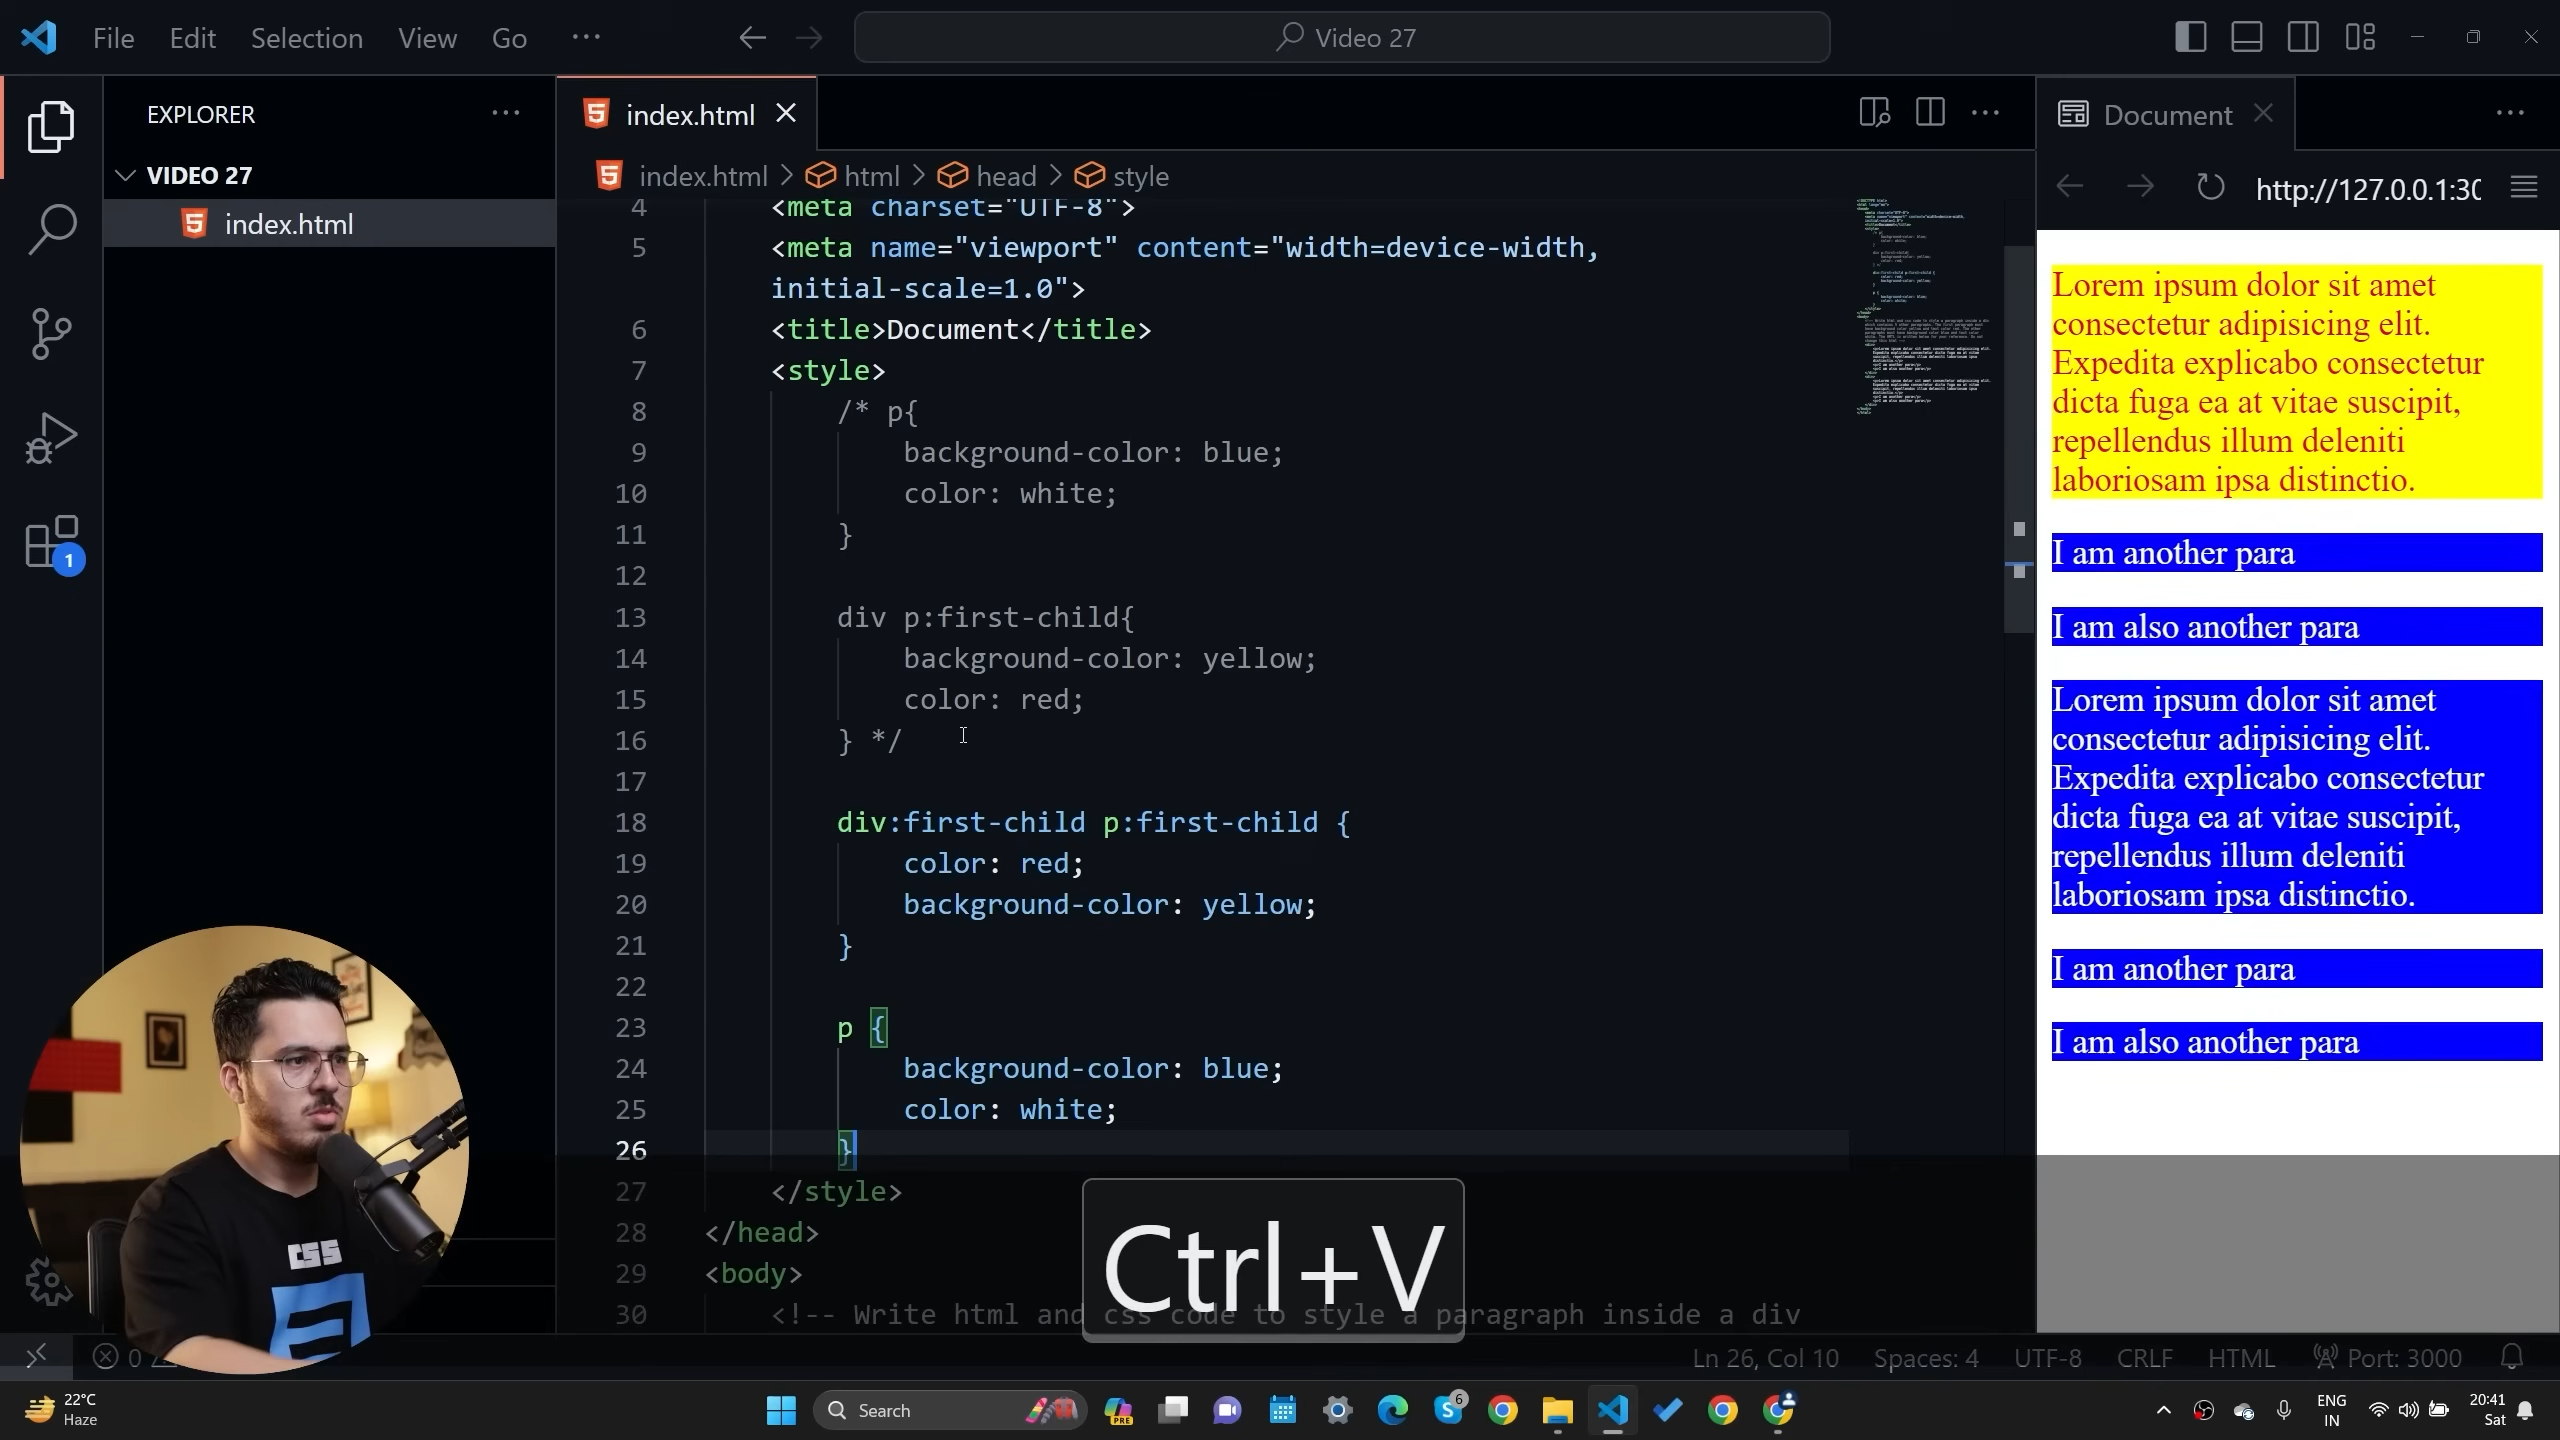 File Edit Selection View Go ···
Video 27
EXPLORER
VIDEO 27
index.html
index.html
index.html > html > head > style
4 <meta charset="UTF-8">
5 <meta name="viewport" content="width=device-width,
initial-scale=1.0">
6 <title>Document</title>
7 <style>
8 /* p{
9 background-color: blue;
10 color: white;
11 }
12
13 div p:first-child{
14 background-color: yellow;
15 color: red;
16 } */
17
18 div:first-child p:first-child {
19 color: red;
20 background-color: yellow;
21 }
22
23 p {
24 background-color: blue;
25 color: white;
26 }
27 </style>
28 </head>
29 <body>
30 <!-- Write html and css code to style a paragraph inside a div
Document
http://127.0.0.1:30
Lorem ipsum dolor sit amet
consectetur adipisicing elit.
Expedita explicabo consectetur
dicta fuga ea at vitae suscipit,
repellendus illum deleniti
laboriosam ipsa distinctio.
I am another para
I am also another para
Lorem ipsum dolor sit amet
consectetur adipisicing elit.
Expedita explicabo consectetur
dicta fuga ea at vitae suscipit,
repellendus illum deleniti
laboriosam ipsa distinctio.
I am another para
I am also another para
1
CSS
Ctrl+V
0
Ln 26, Col 10 Spaces: 4 UTF-8 CRLF HTML Port: 3000
22°C
Haze
Search
PRE
6
ENG
IN
20:41
Sat